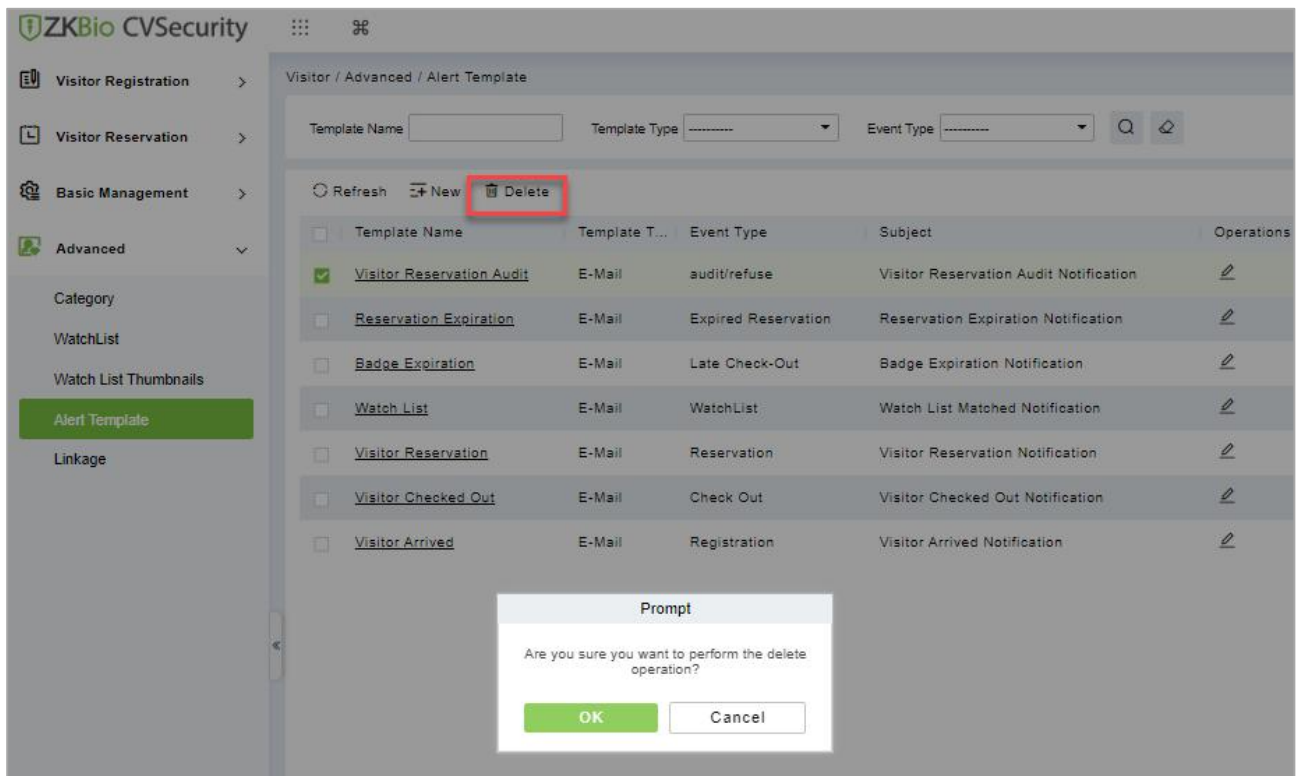 ZKBio CVSecurity
Visitor Registration
Visitor Reservation
Basic Management
Advanced
Category
WatchList
Watch List Thumbnails
Alert Template
Linkage
Visitor / Advanced / Alert Template
Template Name Template Type ---------- Event Type ----------
Refresh New Delete
Template Name Template T... Event Type Subject Operations
Visitor Reservation Audit E-Mail audit/refuse Visitor Reservation Audit Notification
Reservation Expiration E-Mail Expired Reservation Reservation Expiration Notification
Badge Expiration E-Mail Late Check-Out Badge Expiration Notification
Watch List E-Mail WatchList Watch List Matched Notification
Visitor Reservation E-Mail Reservation Visitor Reservation Notification
Visitor Checked Out E-Mail Check Out Visitor Checked Out Notification
Visitor Arrived E-Mail Registration Visitor Arrived Notification
Prompt
Are you sure you want to perform the delete
operation?
OK Cancel